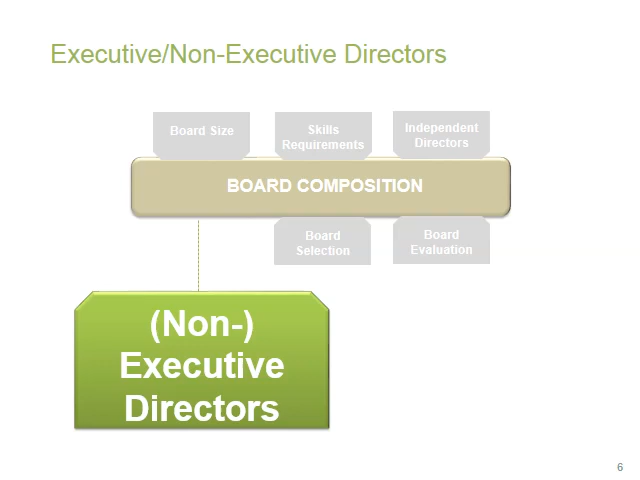 Executive/Non-Executive Directors
Board Size
Skills
Requirements
Independent
Directors
BOARD COMPOSITION
Board
Selection
Board
Evaluation
(Non-)
Executive
Directors
6